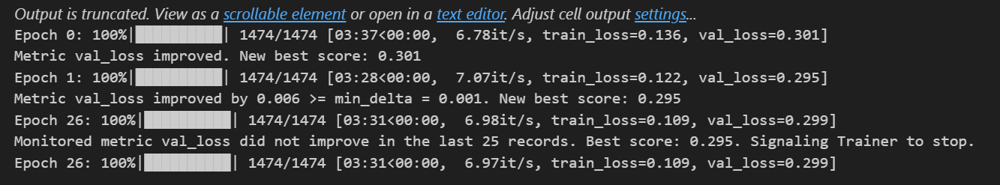 Output is truncated. View as a scrollable element or open in a text editor. Adjust cell output settings...
Epoch 0: 100%|██████████| 1474/1474 [03:37<00:00,  6.78it/s, train_loss=0.136, val_loss=0.301]
Metric val_loss improved. New best score: 0.301
Epoch 1: 100%|██████████| 1474/1474 [03:28<00:00,  7.07it/s, train_loss=0.122, val_loss=0.295]
Metric val_loss improved by 0.006 >= min_delta = 0.001. New best score: 0.295
Epoch 26: 100%|██████████| 1474/1474 [03:31<00:00,  6.98it/s, train_loss=0.109, val_loss=0.299]
Monitored metric val_loss did not improve in the last 25 records. Best score: 0.295. Signaling Trainer to stop.
Epoch 26: 100%|██████████| 1474/1474 [03:31<00:00,  6.97it/s, train_loss=0.109, val_loss=0.299]